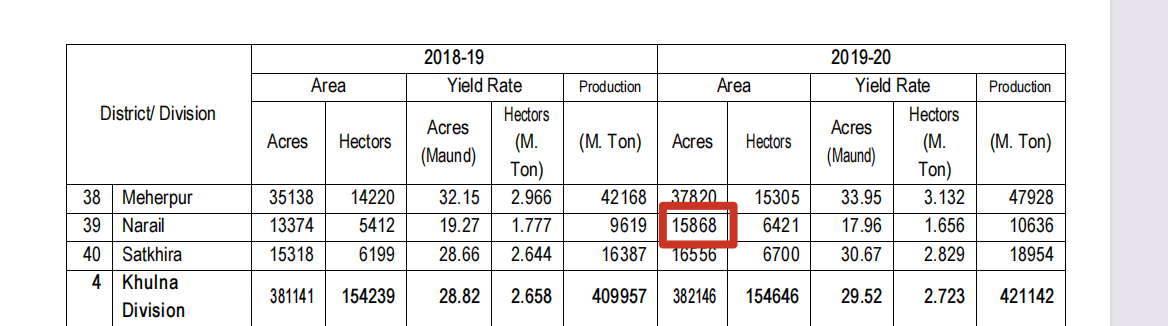 District/ Division 2018-19 2019-20
Area Yield Rate Production Area Yield Rate Production
Acres Hectors Acres (Maund) Hectors (M. Ton) (M. Ton) Acres Hectors Acres (Maund) Hectors (M. Ton) (M. Ton)
38 Meherpur 35138 14220 32.15 2.966 42168 37820 15305 33.95 3.132 47928
39 Narail 13374 5412 19.27 1.777 9619 15868 6421 17.96 1.656 10636
40 Satkhira 15318 6199 28.66 2.644 16387 16556 6700 30.67 2.829 18954
4 Khulna Division 381141 154239 28.82 2.658 409957 382146 154646 29.52 2.723 421142